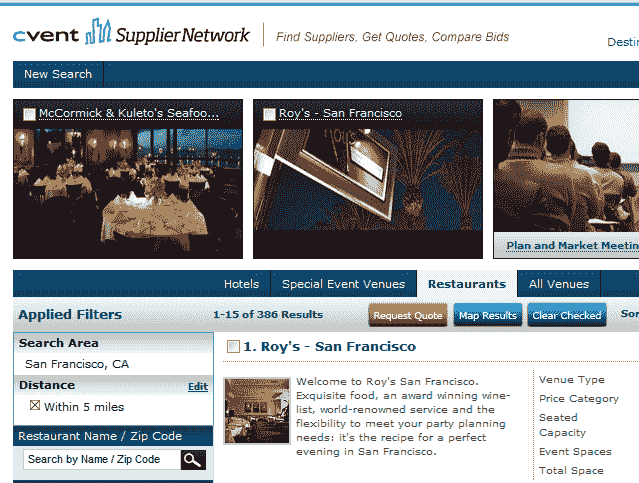 cvent SupplierNetwork
Find Suppliers, Get Quotes, Compare Bids
Destin
New Search
McCormick & Kuleto's Seafoo...
Roy's - San Francisco
Plan and Market Meetin
Hotels
Special Event Venues
Restaurants
All Venues
Applied Filters
1-15 of 386 Results
Request Quote
Map Results
Clear Checked
Sor
Search Area
San Francisco, CA
Distance
Edit
Within 5 miles
Restaurant Name / Zip Code
Search by Name / Zip Code
1. Roy's - San Francisco
Welcome to Roy's San Francisco.
Exquisite food, an award winning wine-
list, world-renowned service and the
flexibility to meet your party planning
needs: it's the recipe for a perfect
evening in San Francisco.
Venue Type
Price Category
Seated
Capacity
Event Spaces
Total Space